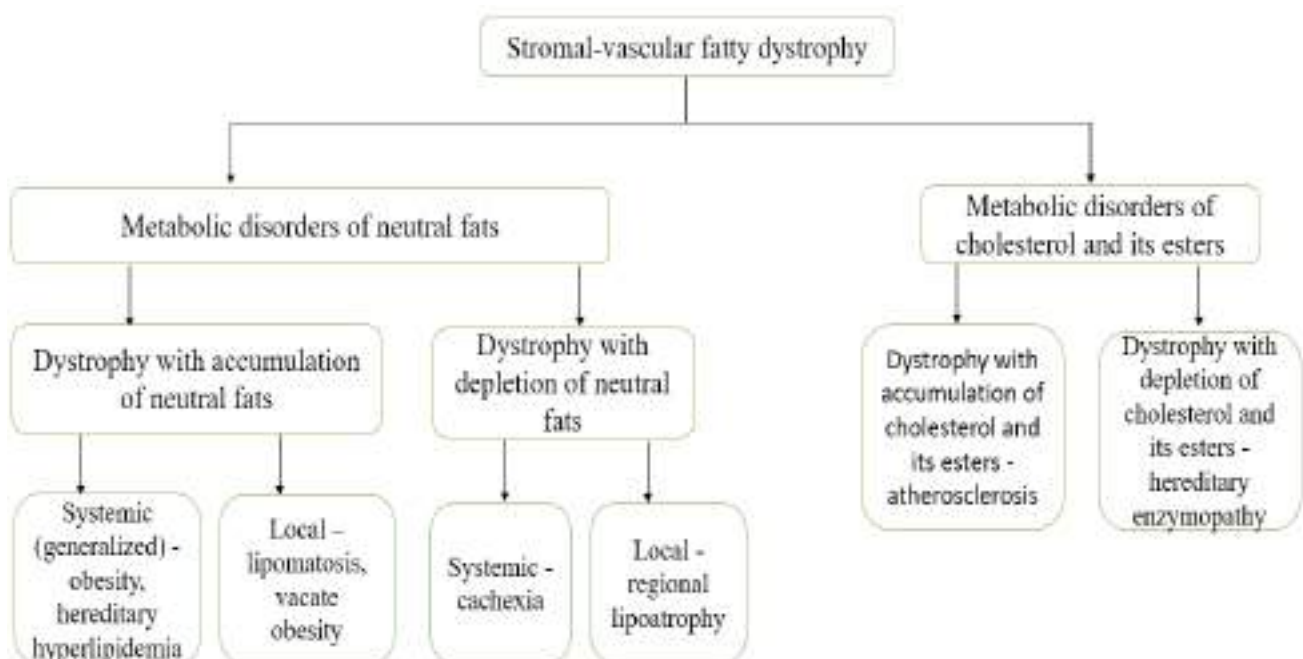 Stromal-vascular fatty dystrophy
Metabolic disorders of neutral fats
Metabolic disorders of
cholesterol and its esters
Dystrophy with accumulation
of neutral fats
Dystrophy with
depletion of neutral
fats
Dystrophy with
accumulation of
cholesterol and
its esters -
atherosclerosis
Dystrophy with
depletion of
cholesterol and
its esters -
hereditary
enzymopathy
Systemic
(generalized) -
obesity,
hereditary
hyperlipidemia
Local –
lipomatosis,
vacate
obesity
Systemic -
cachexia
Local -
regional
lipoatrophy